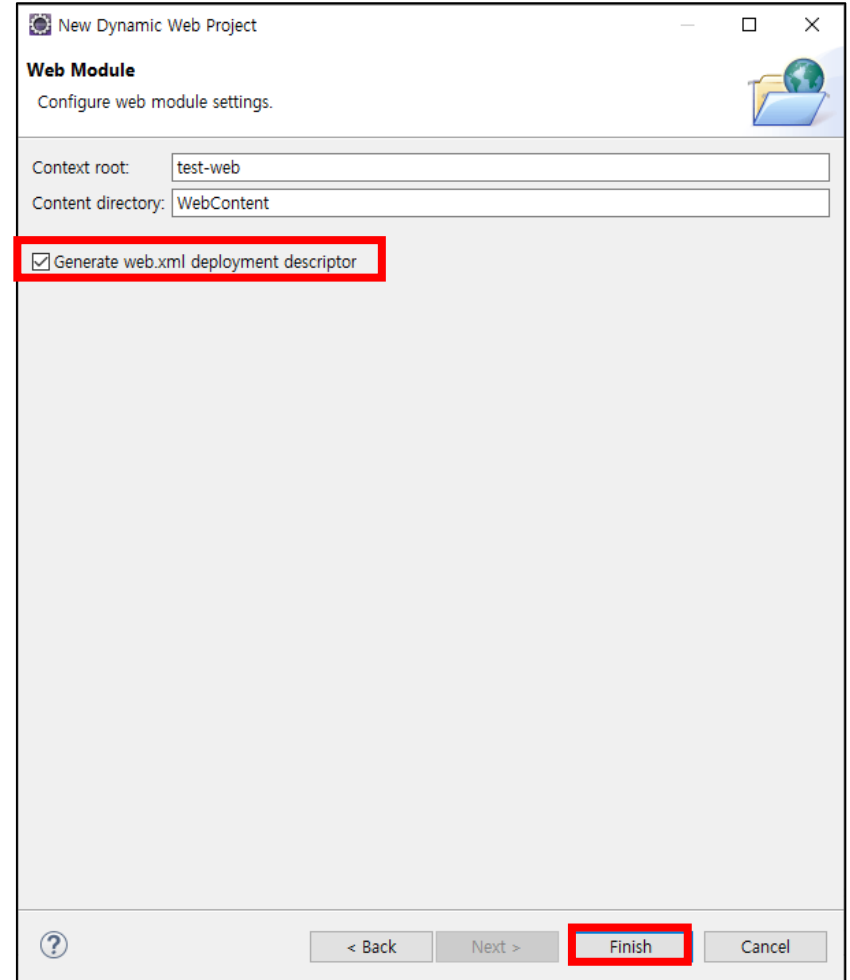 New Dynamic Web Project
Web Module
Configure web module settings.
Context root: test-web
Content directory: WebContent
Generate web.xml deployment descriptor
? < Back Next > Finish Cancel